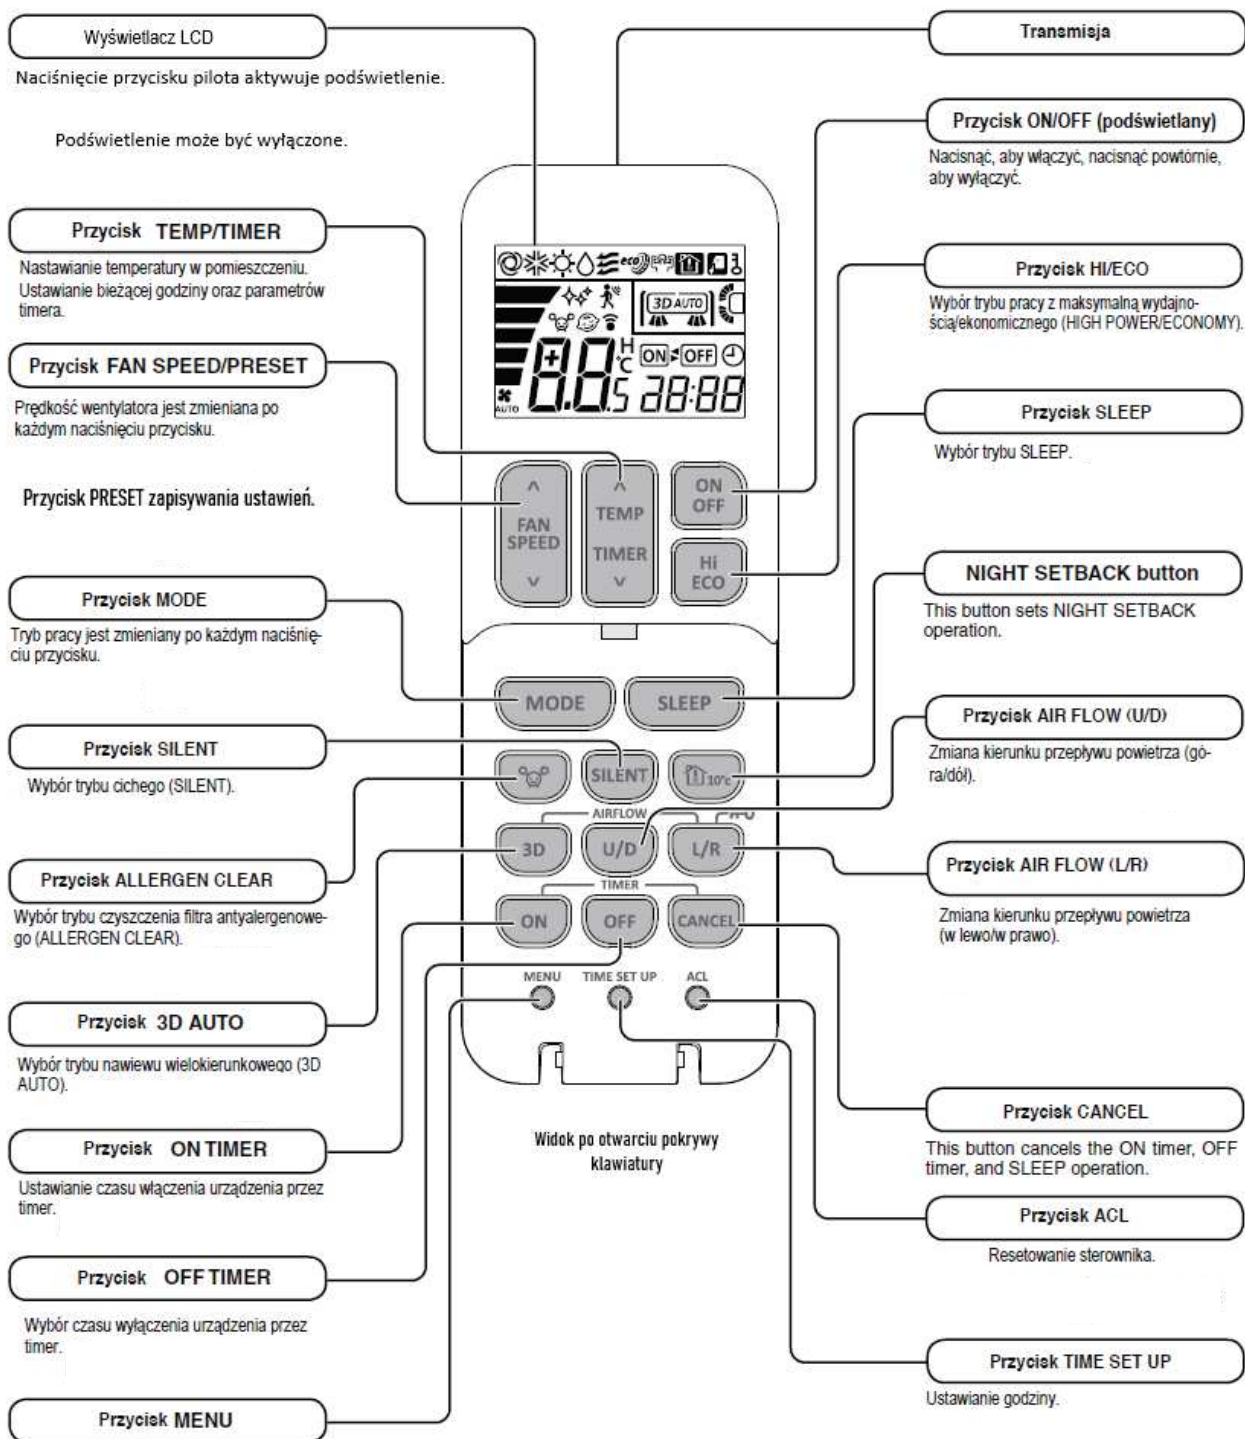 Wyświetlacz LCD
Naciśnięcie przycisku pilota aktywuje podświetlenie.
Podświetlenie może być wyłączone.
Przycisk TEMP/TIMER
Nastawianie temperatury w pomieszczeniu.
Ustawianie bieżącej godziny oraz parametrów
timera.
Przycisk FAN SPEED/PRESET
Prędkość wentylatora jest zmieniana po
każdym naciśnięciu przycisku.
Przycisk PRESET zapisywania ustawień.
Przycisk MODE
Tryb pracy jest zmieniany po każdym naciśnię-
ciu przycisku.
Przycisk SILENT
Wybór trybu cichego (SILENT).
Przycisk ALLERGEN CLEAR
Wybór trybu czyszczenia filtra antyalergenowe-
go (ALLERGEN CLEAR).
Przycisk 3D AUTO
Wybór trybu nawiewu wielokierunkowego (3D
AUTO).
Przycisk ON TIMER
Ustawianie czasu włączenia urządzenia przez
timer.
Przycisk OFF TIMER
Wybór czasu wyłączenia urządzenia przez
timer.
Przycisk MENU
eco
3D AUTO
H
°C
ON OFF
AUTO
8.8.5 28:88
FAN
SPEED
TEMP
TIMER
ON
OFF
Hi
ECO
MODE
SLEEP
SILENT
10°c
AIRFLOW
3D
U/D
L/R
TIMER
ON
OFF
CANCEL
MENU
TIME SET UP
ACL
Widok po otwarciu pokrywy
klawiatury
Transmisja
Przycisk ON/OFF (podświetlany)
Nacisnąć, aby włączyć, nacisnąć powtórnie,
aby wyłączyć.
Przycisk HI/ECO
Wybór trybu pracy z maksymalną wydajno-
ścią/ekonomicznego (HIGH POWER/ECONOMY).
Przycisk SLEEP
Wybór trybu SLEEP.
NIGHT SETBACK button
This button sets NIGHT SETBACK
operation.
Przycisk AIR FLOW (U/D)
Zmiana kierunku przepływu powietrza (gó-
ra/dół).
Przycisk AIR FLOW (L/R)
Zmiana kierunku przepływu powietrza
(w lewo/w prawo).
Przycisk CANCEL
This button cancels the ON timer, OFF
timer, and SLEEP operation.
Przycisk ACL
Resetowanie sterownika.
Przycisk TIME SET UP
Ustawianie godziny.